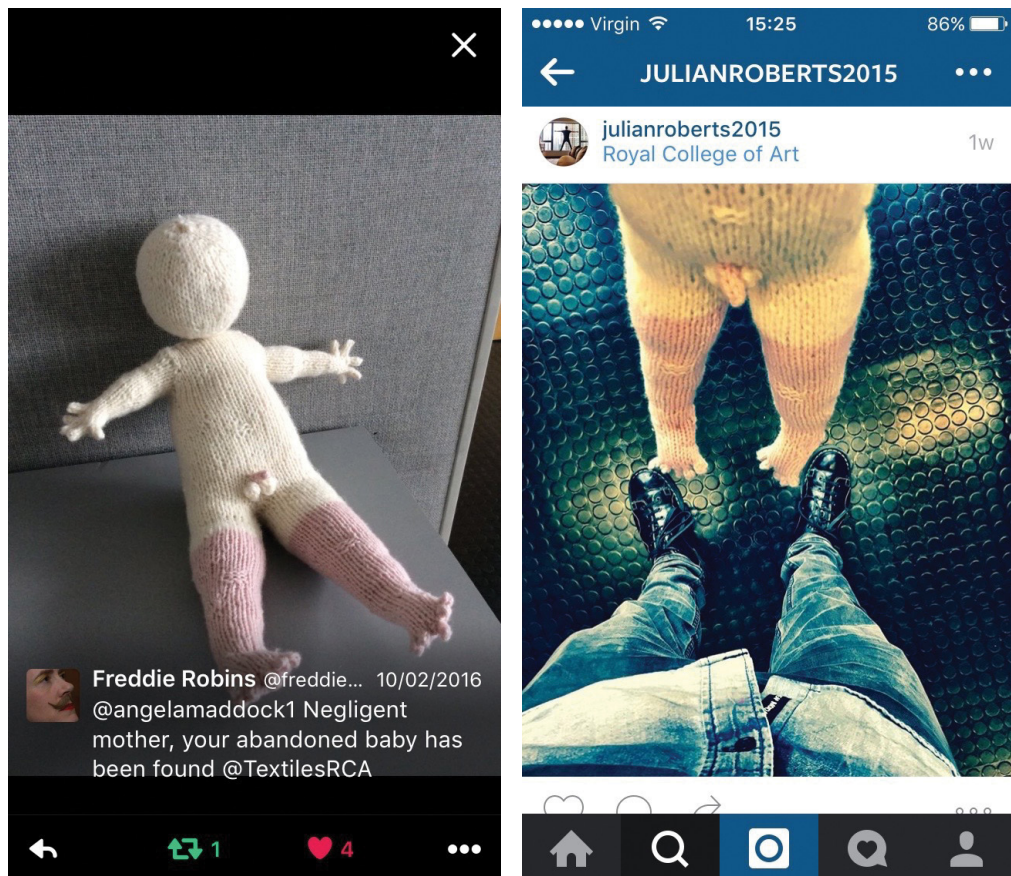 Freddie Robins @freddie... 10/02/2016
@angelamaddock1 Negligent
mother, your abandoned baby has
been found @TextilesRCA
1
4
Virgin 15:25 86%
JULIANROBERTS2015
julianroberts2015
Royal College of Art
1w